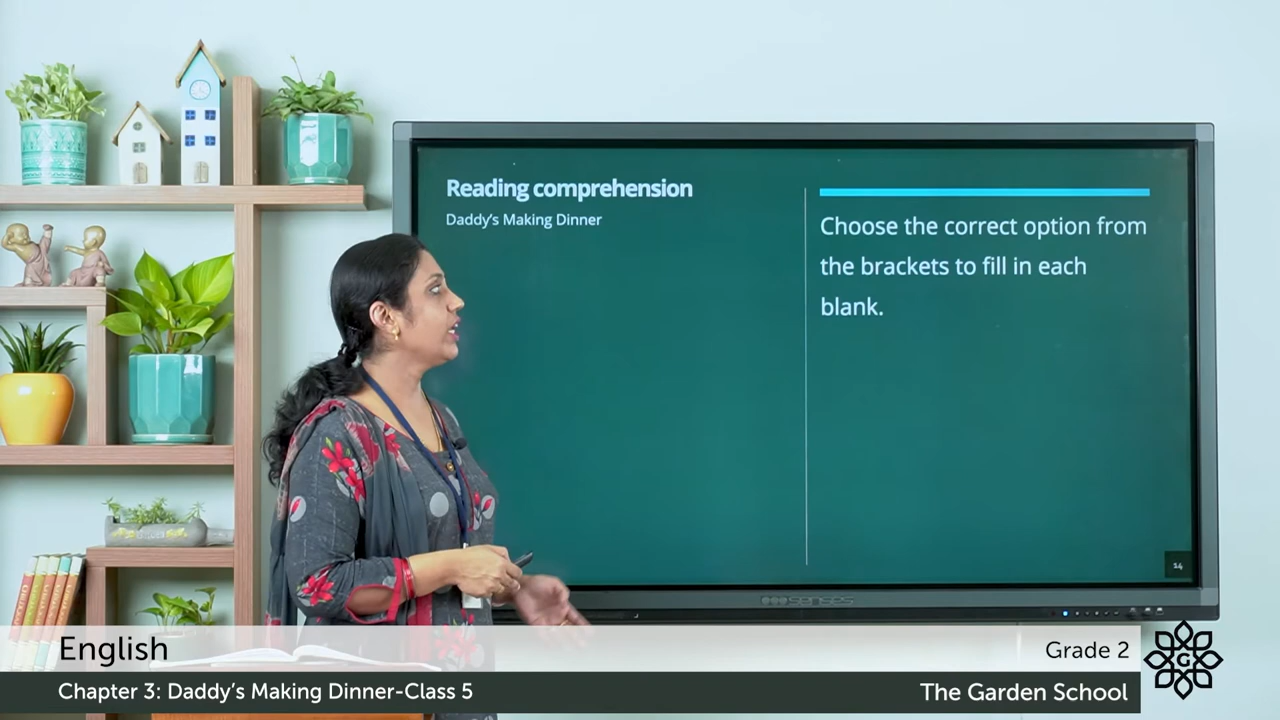 Reading comprehension
Daddy's Making Dinner
Choose the correct option from
the brackets to fill in each
blank.
14
English
Grade 2
Chapter 3: Daddy's Making Dinner-Class 5
The Garden School
G